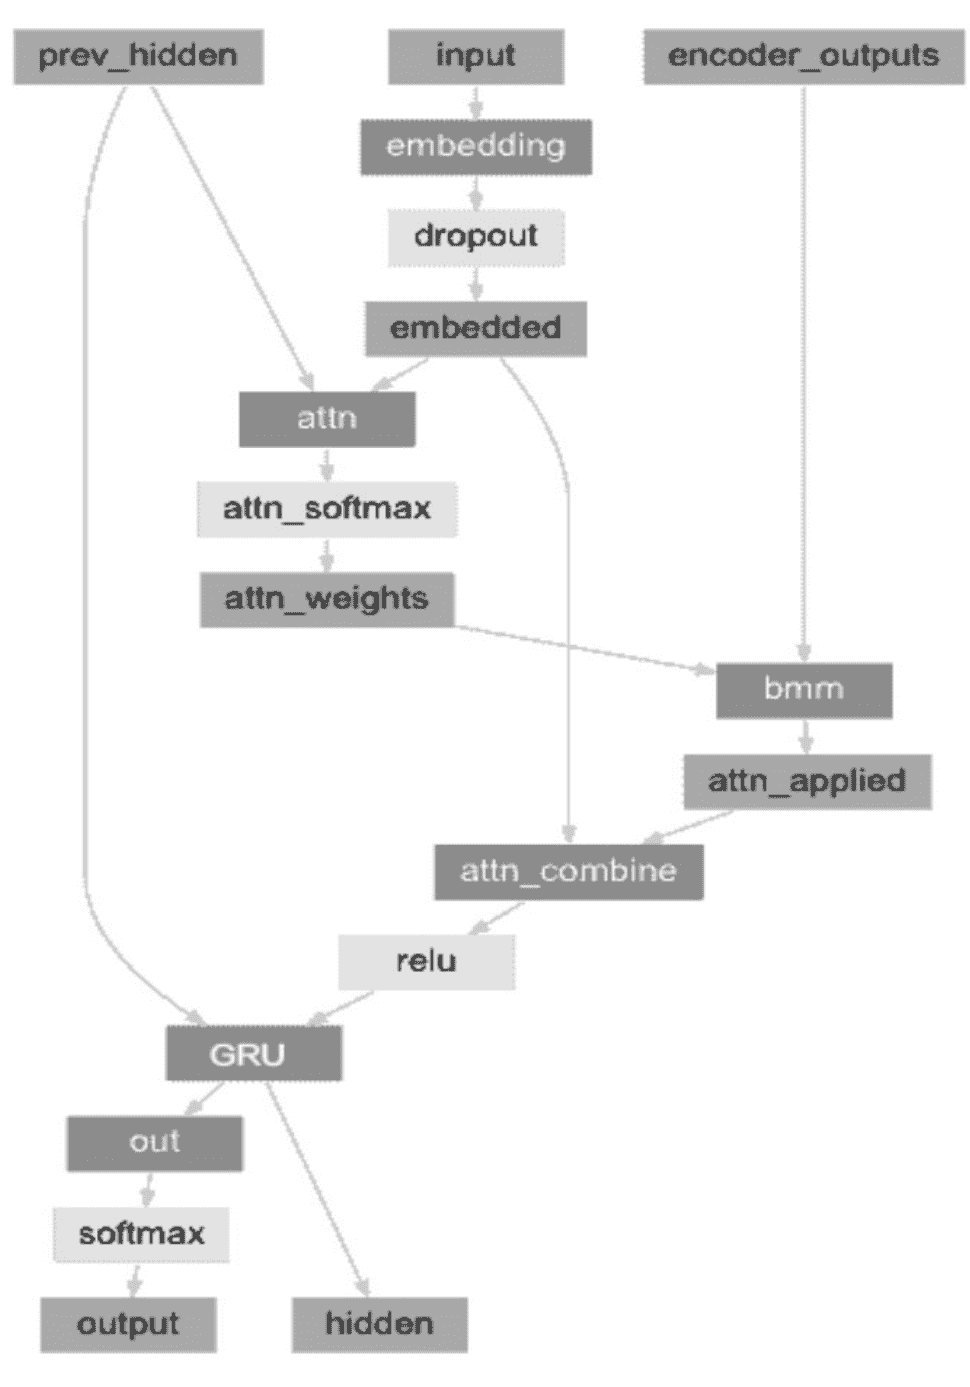 prev_hidden
input
encoder_outputs
embedding
dropout
embedded
attn
attn_softmax
attn_weights
bmm
attn_applied
attn_combine
relu
GRU
out
softmax
output
hidden